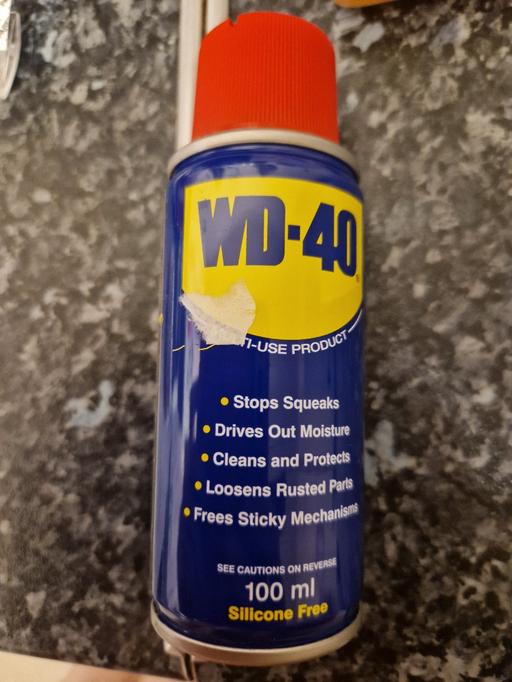 WD-40
®
TI-USE PRODUCT
• Stops Squeaks
• Drives Out Moisture
• Cleans and Protects
• Loosens Rusted Parts
• Frees Sticky Mechanisms
SEE CAUTIONS ON REVERSE
100 ml
Silicone Free